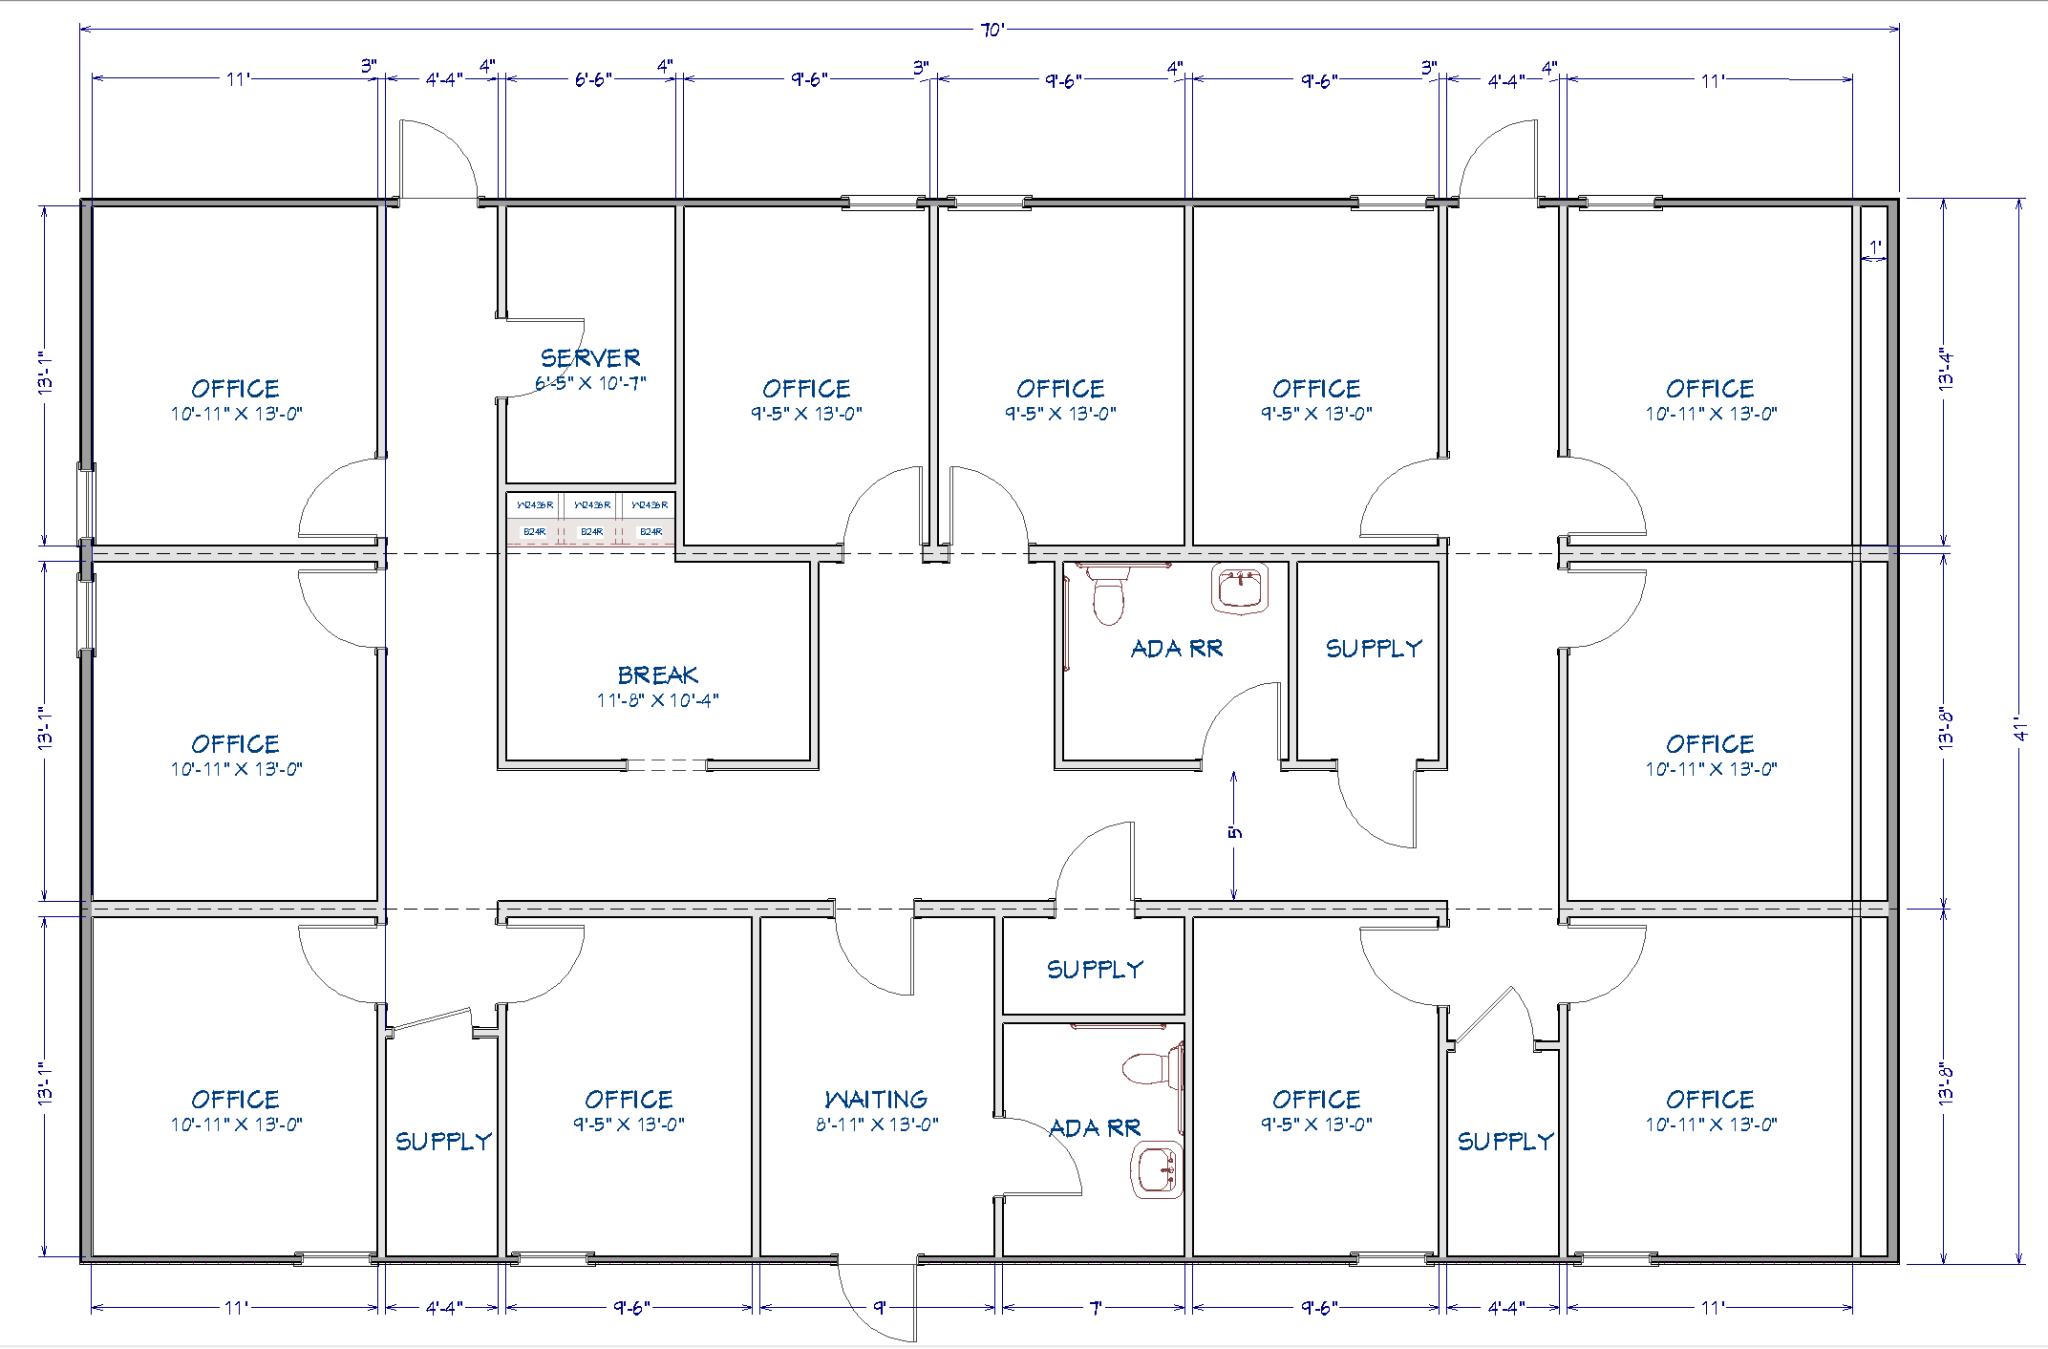 70'
11' 3" 4'-4" 4" 6'-6" 4" 9'-6" 3" 9'-6" 4" 9'-6" 3" 4'-4" 4" 11'
1'
13'-1"
SERVER
6'-5" X 10'-7"
13'-4"
OFFICE
10'-11" X 13'-0"
OFFICE
9'-5" X 13'-0"
OFFICE
9'-5" X 13'-0"
OFFICE
9'-5" X 13'-0"
OFFICE
10'-11" X 13'-0"
W2436R W2436R W2436R
B24R B24R B24R
ADA RR
SUPPLY
BREAK
11'-8" X 10'-4"
13'-1"
13'-8"
41'
OFFICE
10'-11" X 13'-0"
OFFICE
10'-11" X 13'-0"
5'
SUPPLY
13'-1"
13'-8"
OFFICE
10'-11" X 13'-0"
SUPPLY
OFFICE
9'-5" X 13'-0"
WAITING
8'-11" X 13'-0"
ADA RR
OFFICE
9'-5" X 13'-0"
SUPPLY
OFFICE
10'-11" X 13'-0"
11' 4'-4" 9'-6" 9' 7' 9'-6" 4'-4" 11'